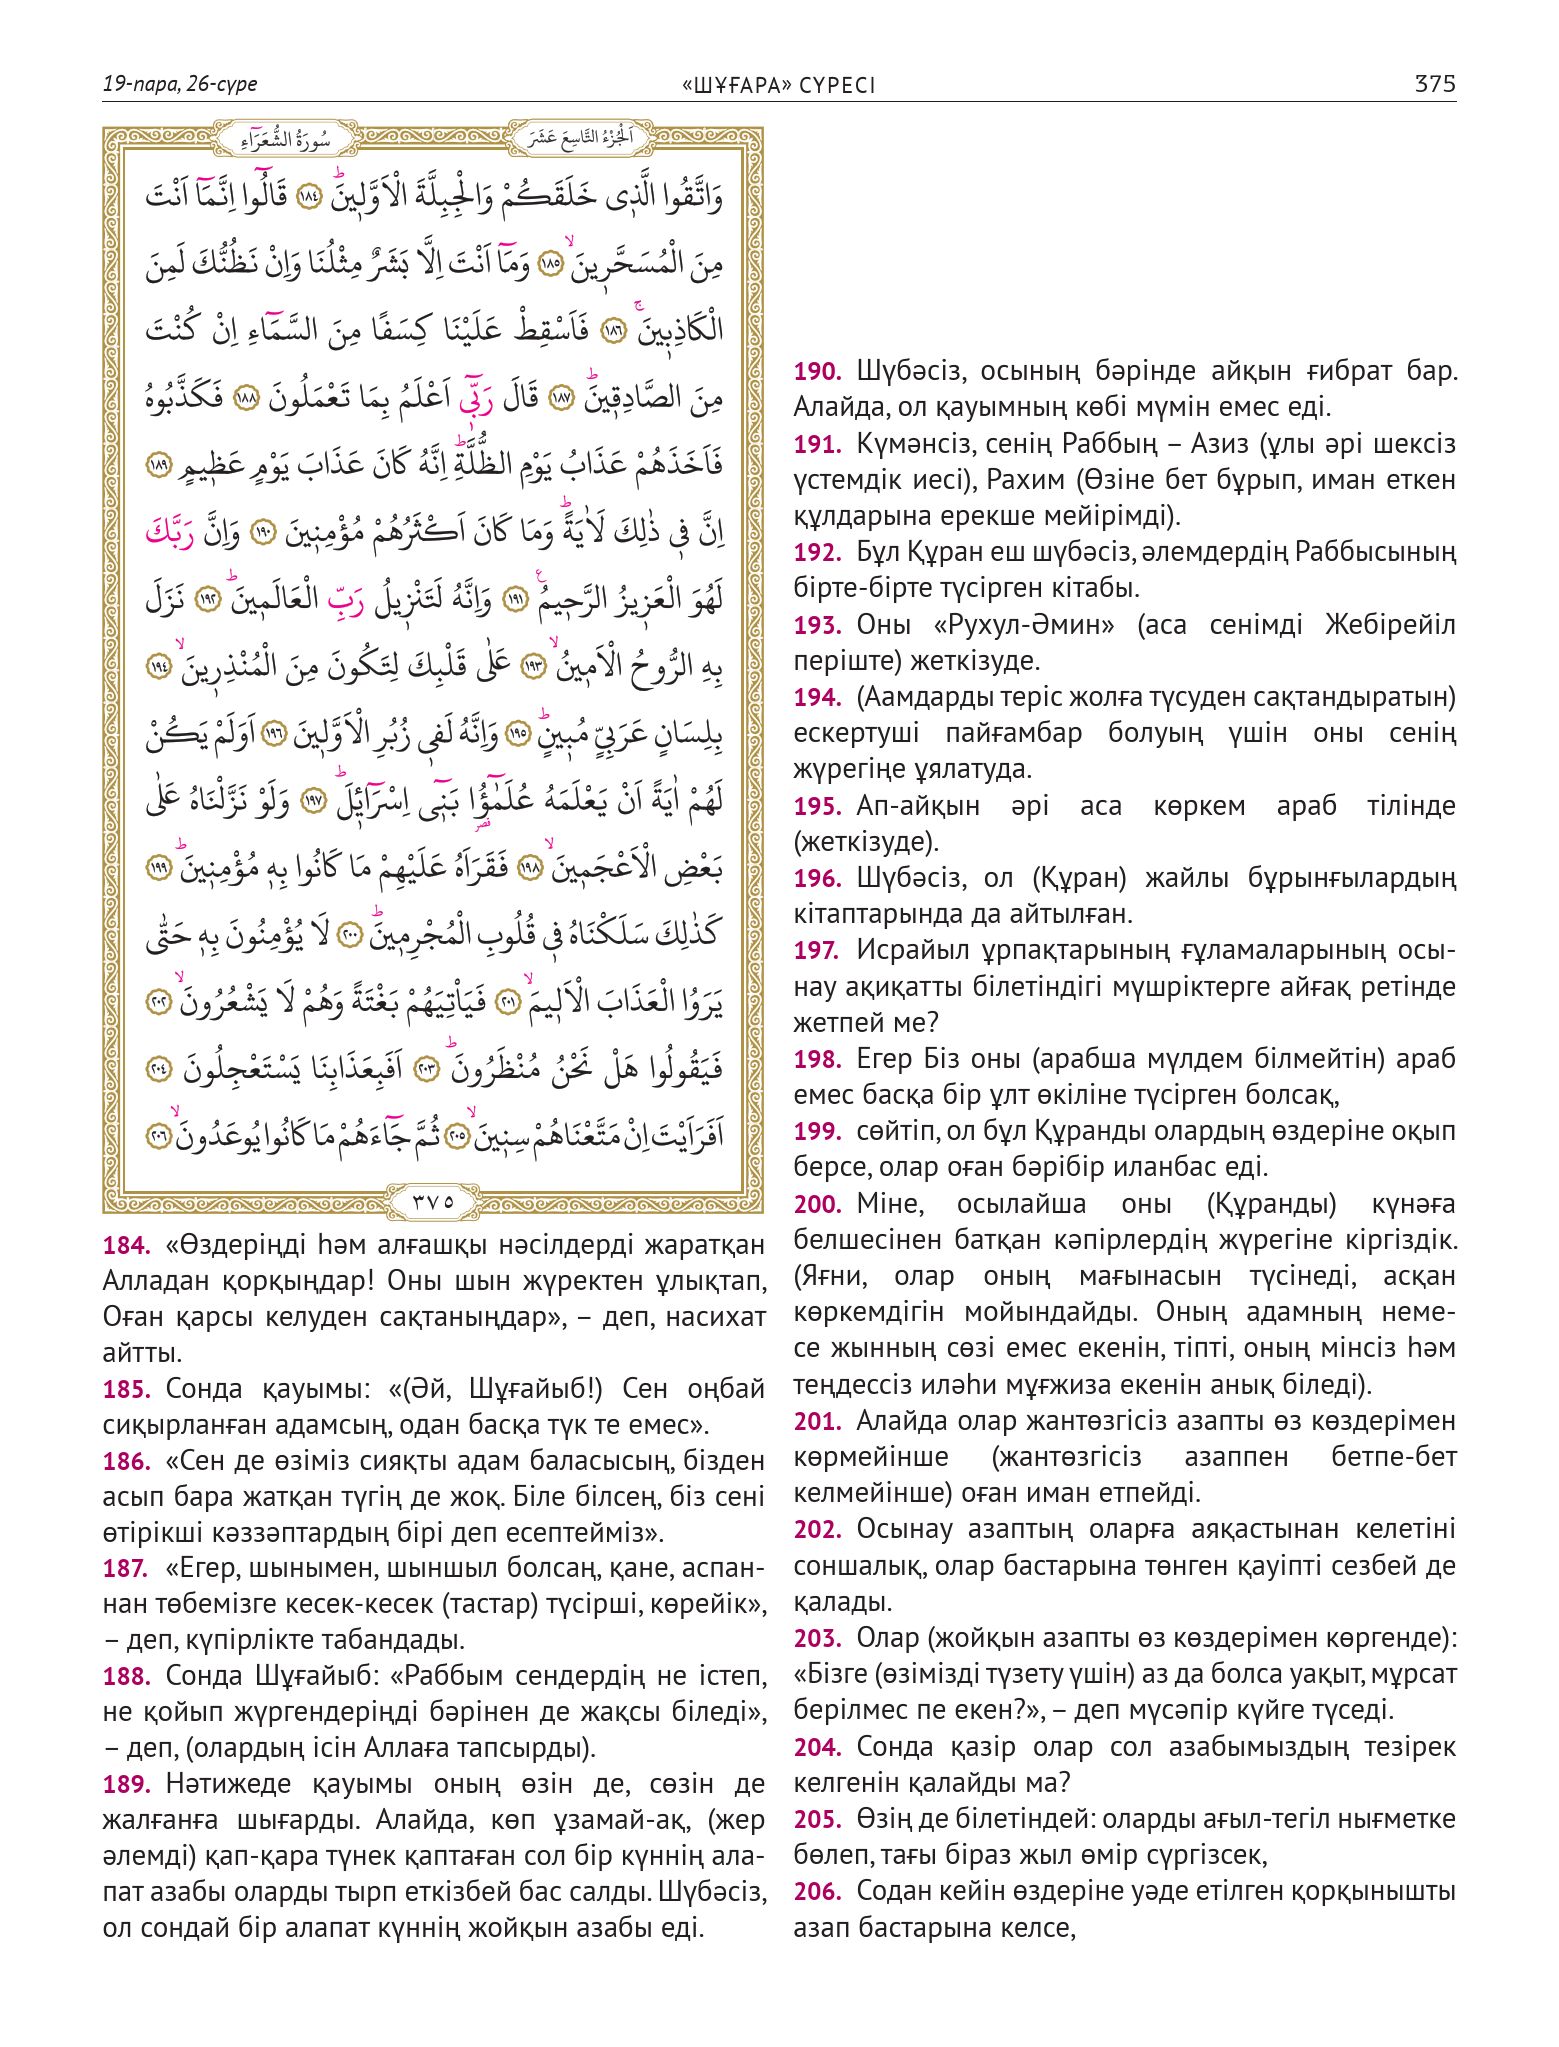 19-пара, 26-сүре
«ШҰҒАРА» СҮРЕСІ
375
اَلْجُزْءُ التَّاسِعَ عَشَرَ
سُورَةُ الشُّعَرَٓاءِ
وَاتَّقُوا الَّذ۪ى خَلَقَكُمْ وَالْجِبِلَّةَ الْاَوَّل۪ينَۜ ﴿١٨٤﴾ قَالُٓوا اِنَّمَٓا اَنْتَ
مِنَ الْمُسَحَّر۪ينَۙ ﴿١٨٥﴾ وَمَٓا اَنْتَ اِلَّا بَشَرٌ مِثْلُنَا وَاِنْ نَظُنُّكَ لَمِنَ
الْكَاذِب۪ينَۚ ﴿١٨٦﴾ فَاَسْقِطْ عَلَيْنَا كِسَفًا مِنَ السَّمَٓاءِ اِنْ كُنْتَ
مِنَ الصَّادِق۪ينَۜ ﴿١٨٧﴾ قَالَ رَبّ۪ٓى اَعْلَمُ بِمَا تَعْمَلُونَ ﴿١٨٨﴾ فَكَذَّبُوهُ
فَاَخَذَهُمْ عَذَابُ يَوْمِ الظُّلَّةِۜ اِنَّهُ كَانَ عَذَابَ يَوْمٍ عَظ۪يمٍ ﴿١٨٩﴾
اِنَّ ف۪ى ذٰلِكَ لَاٰيَةًۜ وَمَا كَانَ اَكْثَرُهُمْ مُؤْمِن۪ينَ ﴿١٩٠﴾ وَاِنَّ رَبَّكَ
لَهُوَ الْعَز۪يزُ الرَّح۪يمُ۟ ﴿١٩١﴾ وَاِنَّهُ لَتَنْز۪يلُ رَبِّ الْعَالَم۪ينَۜ ﴿١٩٢﴾ نَزَلَ
بِهِ الرُّوحُ الْاَم۪ينُۙ ﴿١٩٣﴾ عَلٰى قَلْبِكَ لِتَكُونَ مِنَ الْمُنْذِر۪ينَۙ ﴿١٩٤﴾
بِلِسَانٍ عَرَبِىٍّ مُب۪ينٍۜ ﴿١٩٥﴾ وَاِنَّهُ لَف۪ى زُبُرِ الْاَوَّل۪ينَ ﴿١٩٦﴾ اَوَلَمْ يَكُنْ
لَهُمْ اٰيَةً اَنْ يَعْلَمَهُ عُلَمٰٓؤُا بَن۪ٓى اِسْرَٓائ۪لَۜ ﴿١٩٧﴾ وَلَوْ نَزَّلْنَاهُ عَلٰى
بَعْضِ الْاَعْجَم۪ينَۙ ﴿١٩٨﴾ فَقَرَاَهُ عَلَيْهِمْ مَا كَانُوا بِه۪ مُؤْمِن۪ينَۜ ﴿١٩٩﴾
كَذٰلِكَ سَلَكْنَاهُ ف۪ى قُلُوبِ الْمُجْرِم۪ينَۜ ﴿٢٠٠﴾ لَا يُؤْمِنُونَ بِه۪ حَتّٰى
يَرَوُا الْعَذَابَ الْاَل۪يمَۙ ﴿٢٠١﴾ فَيَاْتِيَهُمْ بَغْتَةً وَهُمْ لَا يَشْعُرُونَۙ ﴿٢٠٢﴾
فَيَقُولُوا هَلْ نَحْنُ مُنْظَرُونَۜ ﴿٢٠٣﴾ اَفَبِعَذَابِنَا يَسْتَعْجِلُونَ ﴿٢٠٤﴾
اَفَرَاَيْتَ اِنْ مَتَّعْنَاهُمْ سِن۪ينَۙ ﴿٢٠٥﴾ ثُمَّ جَٓاءَهُمْ مَا كَانُوا يُوعَدُونَۙ ﴿٢٠٦﴾
٣٧٥
184. «Өздеріңді һәм алғашқы нәсілдерді жаратқан
Алладан қорқыңдар! Оны шын жүректен ұлықтап,
Оған қарсы келуден сақтаныңдар», – деп, насихат
айтты.
185. Сонда қауымы: «(Әй, Шұғайыб!) Сен оңбай
сиқырланған адамсың, одан басқа түк те емес».
186. «Сен де өзіміз сияқты адам баласысың, бізден
асып бара жатқан түгің де жоқ. Біле білсең, біз сені
өтірікші кәззәптардың бірі деп есептейміз».
187. «Егер, шынымен, шыншыл болсаң, қане, аспан-
нан төбемізге кесек-кесек (тастар) түсірші, көрейік»,
– деп, күпірлікте табандады.
188. Сонда Шұғайыб: «Раббым сендердің не істеп,
не қойып жүргендеріңді бәрінен де жақсы біледі»,
– деп, (олардың ісін Аллаға тапсырды).
189. Нәтижеде қауымы оның өзін де, сөзін де
жалғанға шығарды. Алайда, көп ұзамай-ақ, (жер
әлемді) қап-қара түнек қаптаған сол бір күннің ала-
пат азабы оларды тырп еткізбей бас салды. Шүбәсіз,
ол сондай бір алапат күннің жойқын азабы еді.
190. Шүбәсіз, осының бәрінде айқын ғибрат бар.
Алайда, ол қауымның көбі мүмін емес еді.
191. Күмәнсіз, сенің Раббың – Азиз (ұлы әрі шексіз
үстемдік иесі), Рахим (Өзіне бет бұрып, иман еткен
құлдарына ерекше мейірімді).
192. Бұл Құран еш шүбәсіз, әлемдердің Раббысының
бірте-бірте түсірген кітабы.
193. Оны «Рухул-Әмин» (аса сенімді Жебірейіл
періште) жеткізуде.
194. (Аамдарды теріс жолға түсуден сақтандыратын)
ескертуші пайғамбар болуың үшін оны сенің
жүрегіңе ұялатуда.
195. Ап-айқын әрі аса көркем араб тілінде
(жеткізуде).
196. Шүбәсіз, ол (Құран) жайлы бұрынғылардың
кітаптарында да айтылған.
197. Исрайыл ұрпақтарының ғұламаларының осы-
нау ақиқатты білетіндігі мүшріктерге айғақ ретінде
жетпей ме?
198. Егер Біз оны (арабша мүлдем білмейтін) араб
емес басқа бір ұлт өкіліне түсірген болсақ,
199. сөйтіп, ол бұл Құранды олардың өздеріне оқып
берсе, олар оған бәрібір иланбас еді.
200. Міне, осылайша оны (Құранды) күнәға
белшесінен батқан кәпірлердің жүрегіне кіргіздік.
(Яғни, олар оның мағынасын түсінеді, асқан
көркемдігін мойындайды. Оның адамның неме-
се жынның сөзі емес екенін, тіпті, оның мінсіз һәм
теңдессіз иләһи мұғжиза екенін анық біледі).
201. Алайда олар жантөзгісіз азапты өз көздерімен
көрмейінше (жантөзгісіз азаппен бетпе-бет
келмейінше) оған иман етпейді.
202. Осынау азаптың оларға аяқастынан келетіні
соншалық, олар бастарына төнген қауіпті сезбей де
қалады.
203. Олар (жойқын азапты өз көздерімен көргенде):
«Бізге (өзімізді түзету үшін) аз да болса уақыт, мұрсат
берілмес пе екен?», – деп мүсәпір күйге түседі.
204. Сонда қазір олар сол азабымыздың тезірек
келгенін қалайды ма?
205. Өзің де білетіндей: оларды ағыл-тегіл нығметке
бөлеп, тағы біраз жыл өмір сүргізсек,
206. Содан кейін өздеріне уәде етілген қорқынышты
азап бастарына келсе,